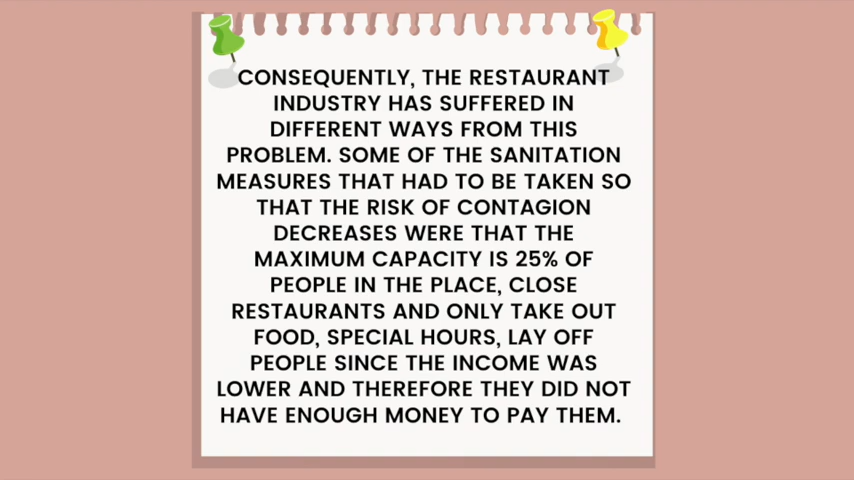 CONSEQUENTLY, THE RESTAURANT
INDUSTRY HAS SUFFERED IN
DIFFERENT WAYS FROM THIS
PROBLEM. SOME OF THE SANITATION
MEASURES THAT HAD TO BE TAKEN SO
THAT THE RISK OF CONTAGION
DECREASES WERE THAT THE
MAXIMUM CAPACITY IS 25% OF
PEOPLE IN THE PLACE, CLOSE
RESTAURANTS AND ONLY TAKE OUT
FOOD, SPECIAL HOURS, LAY OFF
PEOPLE SINCE THE INCOME WAS
LOWER AND THEREFORE THEY DID NOT
HAVE ENOUGH MONEY TO PAY THEM.